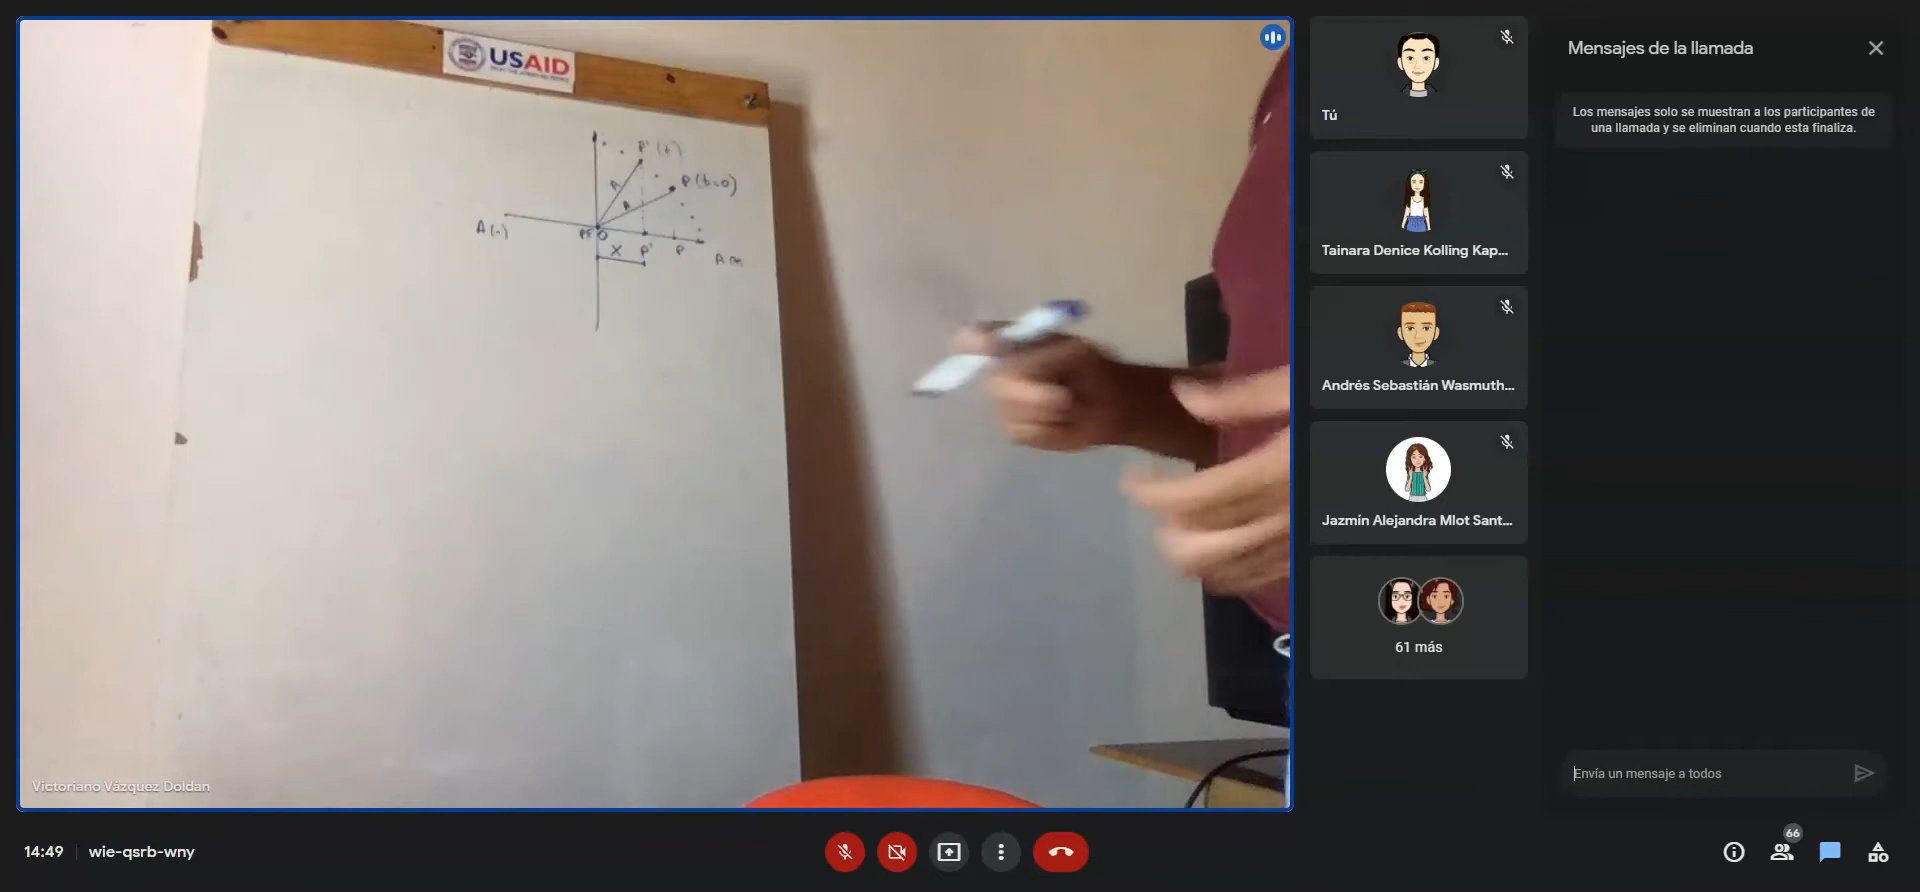 USAID
P' (t)
P (t=0)
A
A
A (-)
PE O
X
P'
P
Victoriano Vázquez Doldan
Tú
Tainara Denice Kolling Kap...
Andrés Sebastián Wasmuth...
Jazmín Alejandra Mlot Sant...
61 más
Mensajes de la llamada
Los mensajes solo se muestran a los participantes de
una llamada y se eliminan cuando esta finaliza.
Envía un mensaje a todos
14:49
wie-qsrb-wny
66